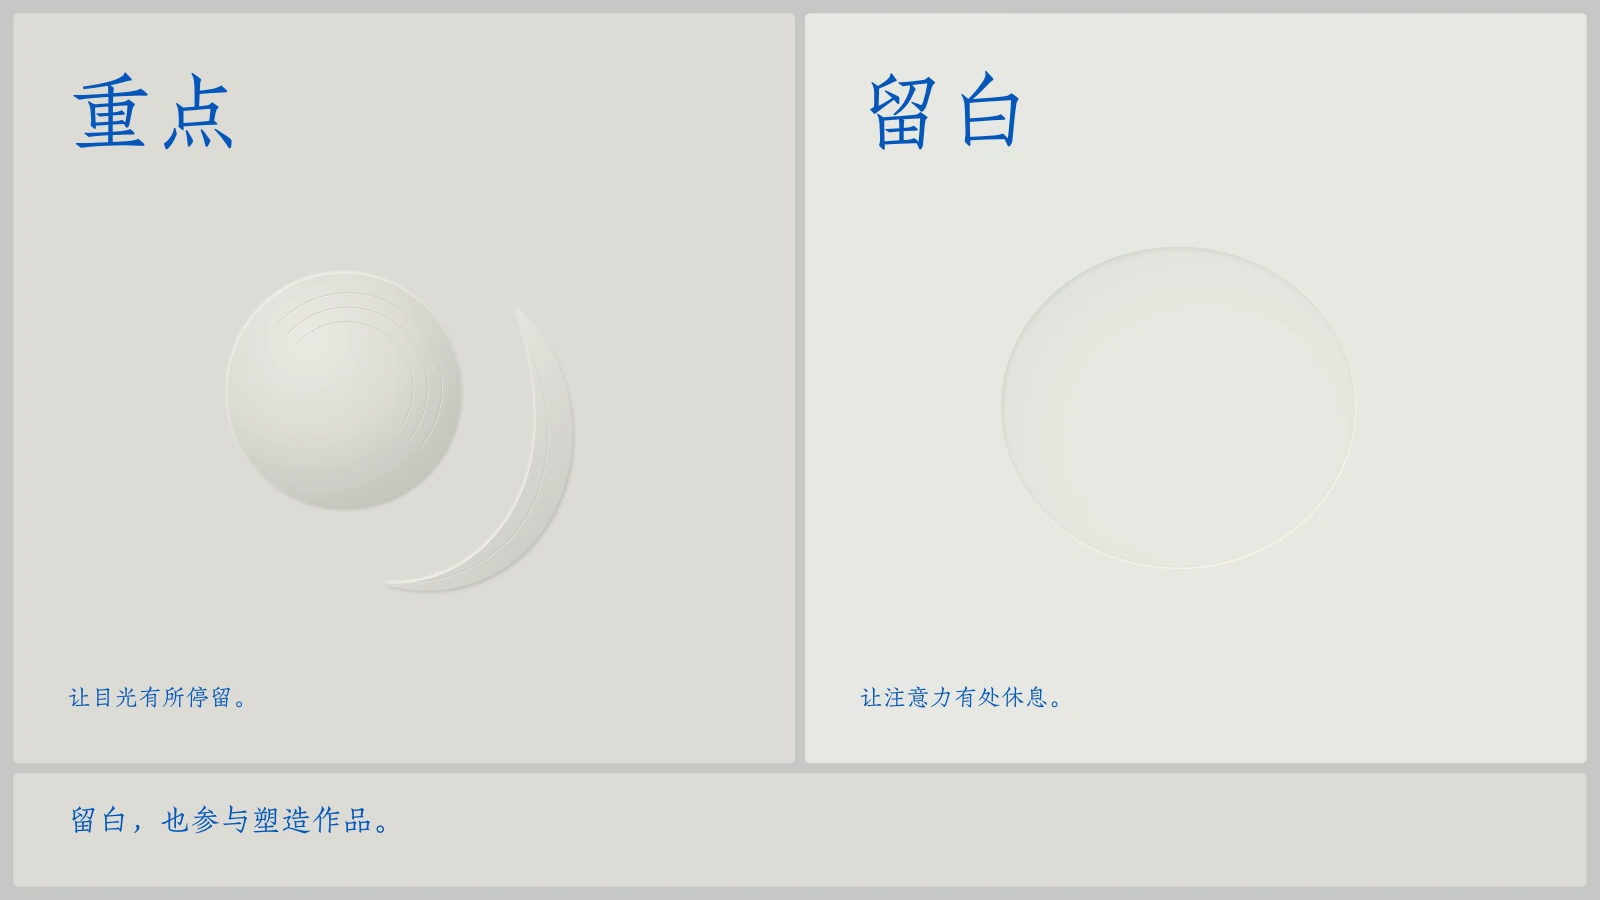 重点
让目光有所停留。
留白
让注意力有处休息。
留白，也参与塑造作品。